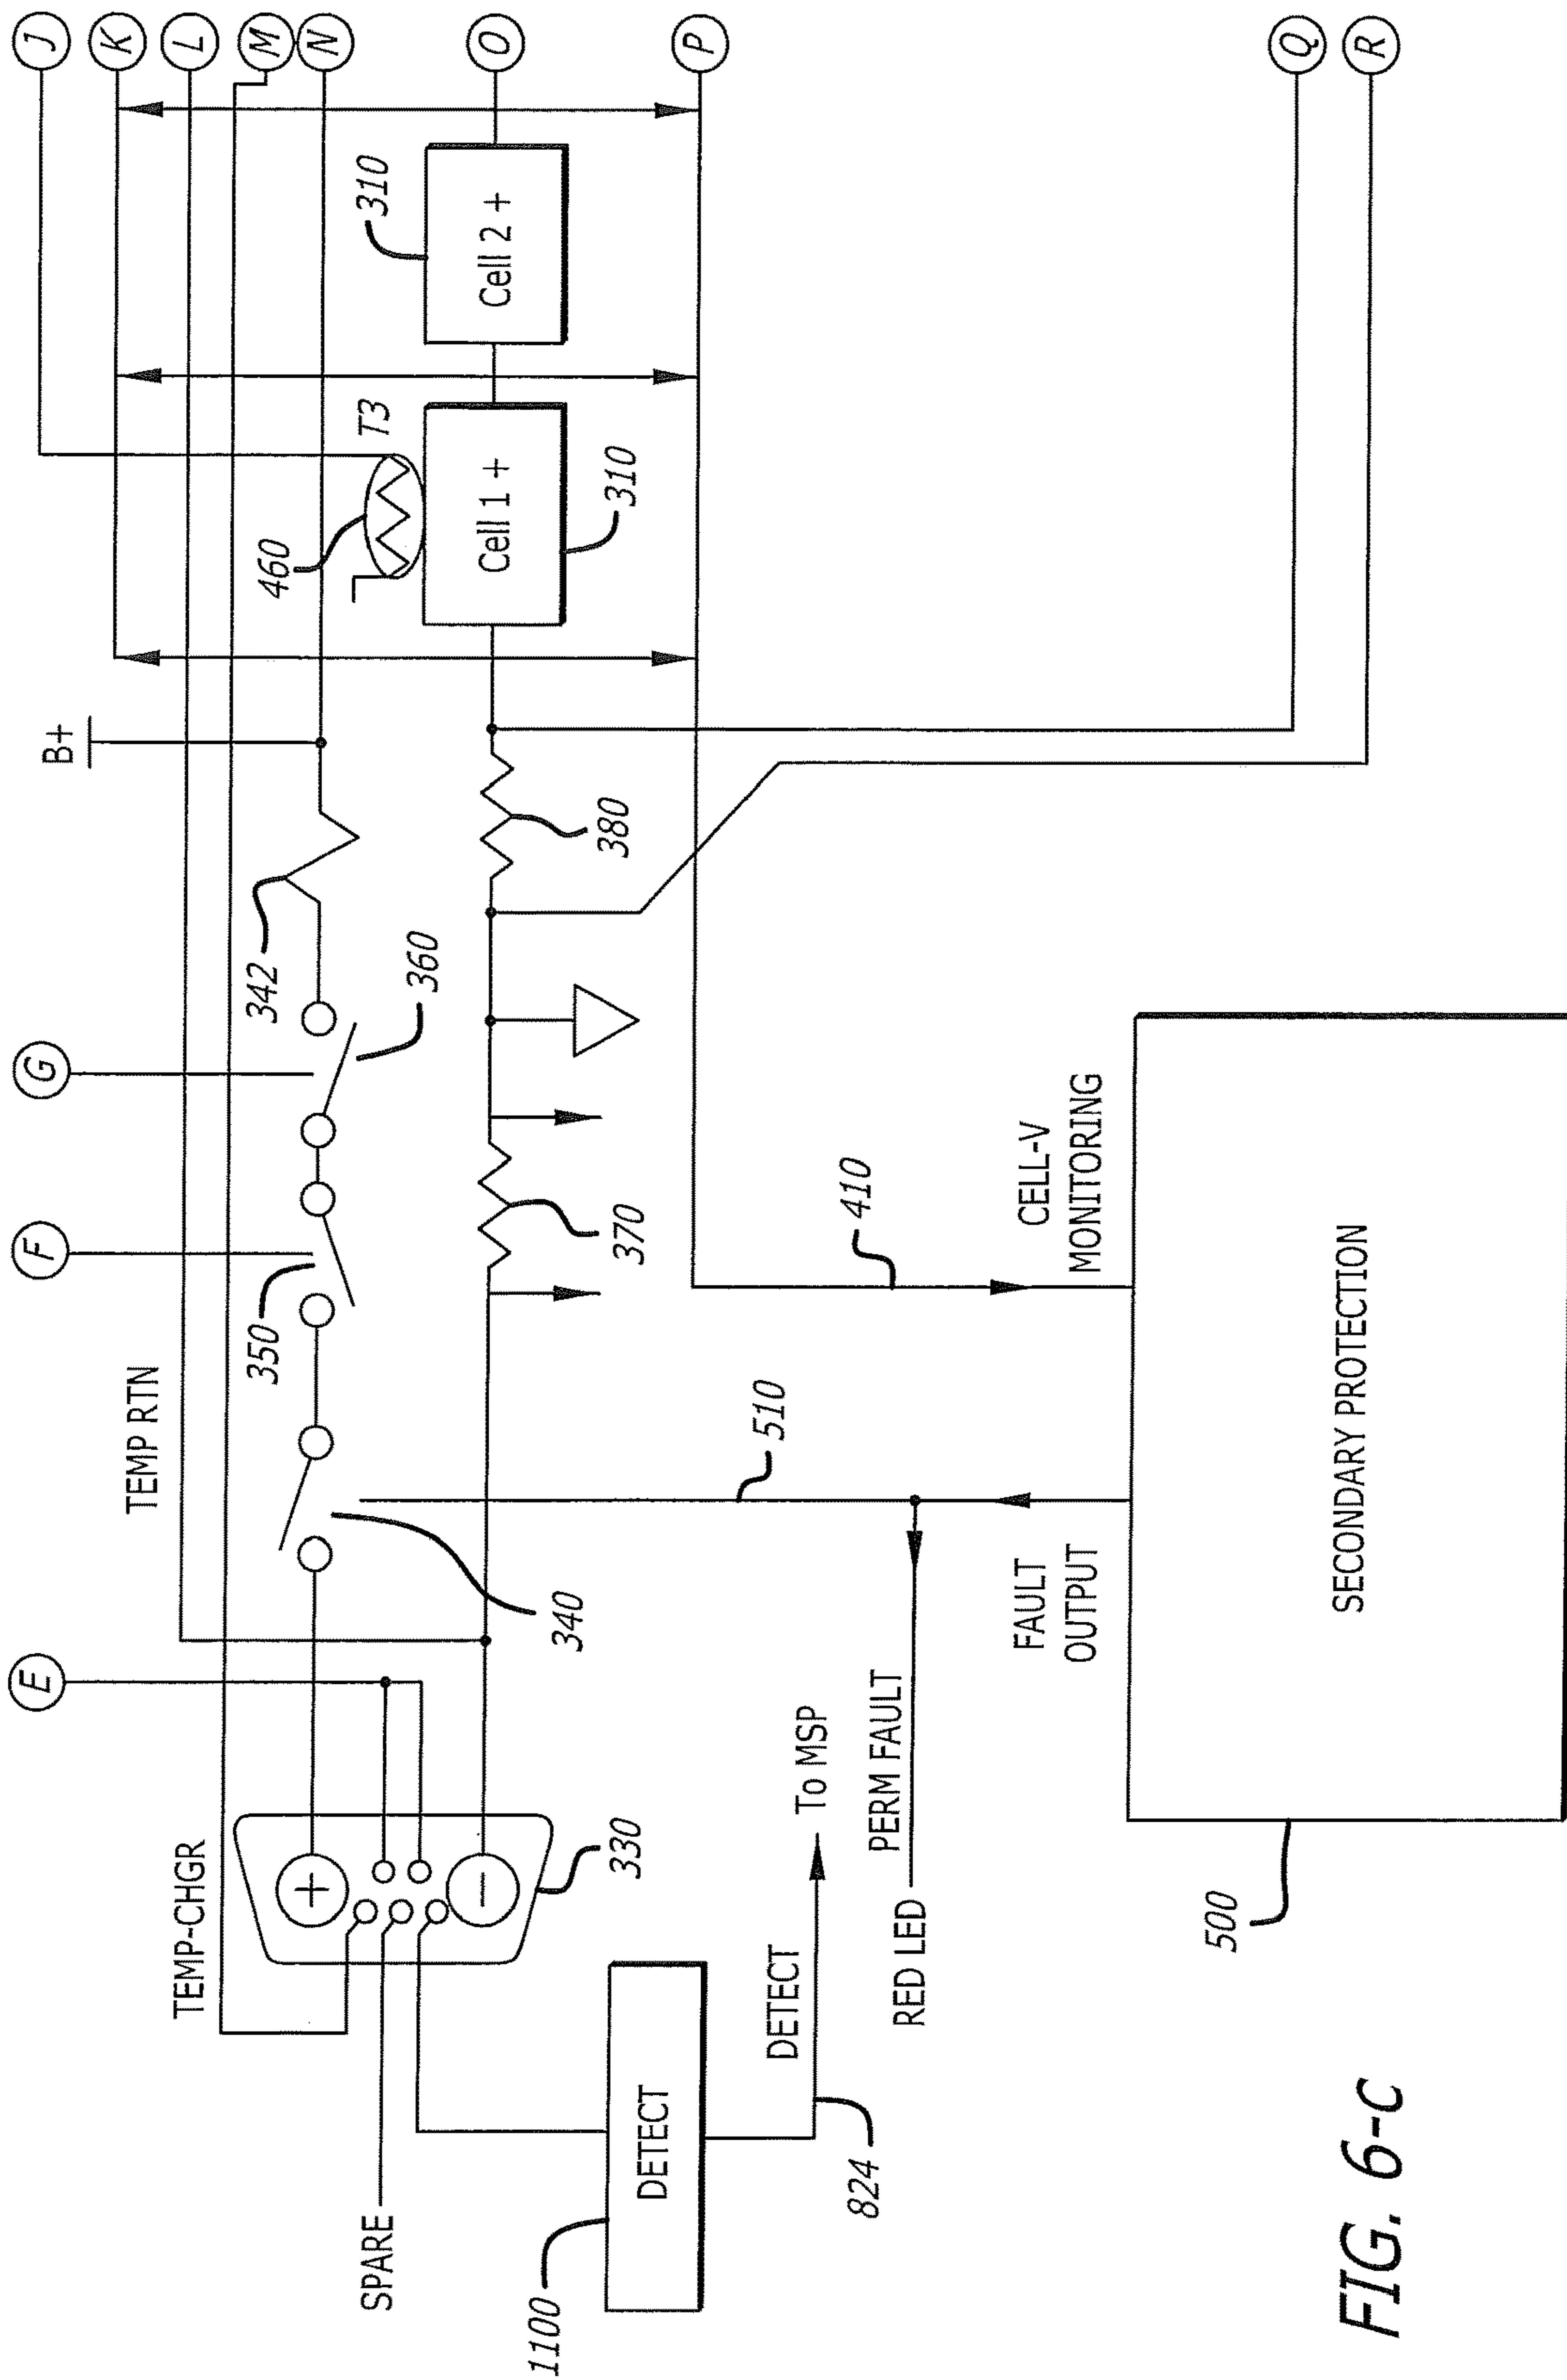 J
K
L
M
N
O
P
Q
R
310
Cell 2 +
T3
460
Cell 1 +
310
B+
342
380
G
360
F
350
370
410
CELL-V
MONITORING
TEMP RTN
510
340
E
FAULT
OUTPUT
SECONDARY PROTECTION
500
TEMP-CHGR
330
To MSP
PERM FAULT
RED LED
DETECT
824
SPARE
DETECT
1100
FIG. 6-C